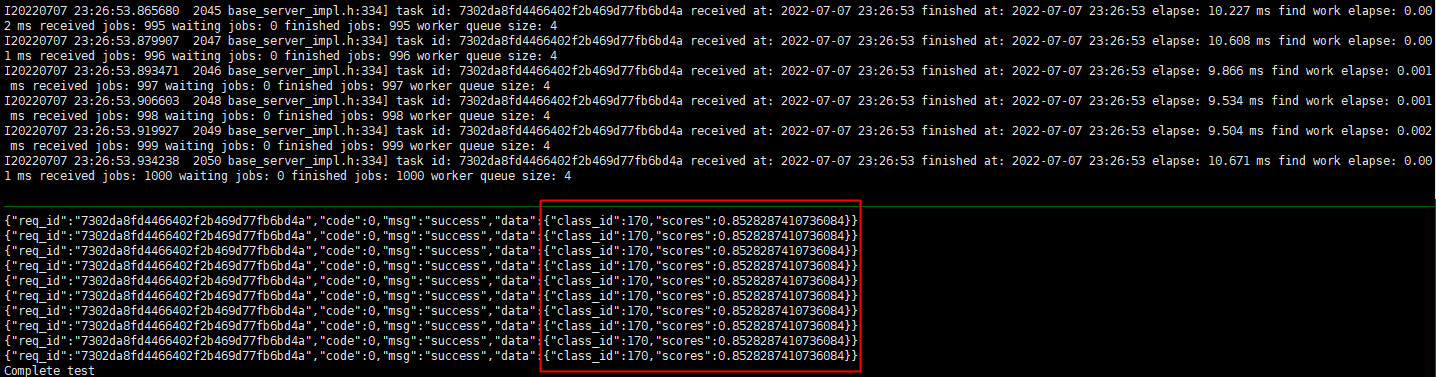 I20220707 23:26:53.865680  2045 base_server_impl.h:334] task id: 7302da8fd4466402f2b469d77fb6bd4a received at: 2022-07-07 23:26:53 finished at: 2022-07-07 23:26:53 elapse: 10.227 ms find work elapse: 0.00
2 ms received jobs: 995 waiting jobs: 0 finished jobs: 995 worker queue size: 4
I20220707 23:26:53.879907  2047 base_server_impl.h:334] task id: 7302da8fd4466402f2b469d77fb6bd4a received at: 2022-07-07 23:26:53 finished at: 2022-07-07 23:26:53 elapse: 10.608 ms find work elapse: 0.00
1 ms received jobs: 996 waiting jobs: 0 finished jobs: 996 worker queue size: 4
I20220707 23:26:53.893471  2046 base_server_impl.h:334] task id: 7302da8fd4466402f2b469d77fb6bd4a received at: 2022-07-07 23:26:53 finished at: 2022-07-07 23:26:53 elapse: 9.866 ms find work elapse: 0.001
 ms received jobs: 997 waiting jobs: 0 finished jobs: 997 worker queue size: 4
I20220707 23:26:53.906603  2048 base_server_impl.h:334] task id: 7302da8fd4466402f2b469d77fb6bd4a received at: 2022-07-07 23:26:53 finished at: 2022-07-07 23:26:53 elapse: 9.534 ms find work elapse: 0.001
 ms received jobs: 998 waiting jobs: 0 finished jobs: 998 worker queue size: 4
I20220707 23:26:53.919927  2049 base_server_impl.h:334] task id: 7302da8fd4466402f2b469d77fb6bd4a received at: 2022-07-07 23:26:53 finished at: 2022-07-07 23:26:53 elapse: 9.504 ms find work elapse: 0.002
 ms received jobs: 999 waiting jobs: 0 finished jobs: 999 worker queue size: 4
I20220707 23:26:53.934238  2050 base_server_impl.h:334] task id: 7302da8fd4466402f2b469d77fb6bd4a received at: 2022-07-07 23:26:53 finished at: 2022-07-07 23:26:53 elapse: 10.671 ms find work elapse: 0.00
1 ms received jobs: 1000 waiting jobs: 0 finished jobs: 1000 worker queue size: 4
{"req_id":"7302da8fd4466402f2b469d77fb6bd4a","code":0,"msg":"success","data":{"class_id":170,"scores":0.8528287410736084}}
{"req_id":"7302da8fd4466402f2b469d77fb6bd4a","code":0,"msg":"success","data":{"class_id":170,"scores":0.8528287410736084}}
{"req_id":"7302da8fd4466402f2b469d77fb6bd4a","code":0,"msg":"success","data":{"class_id":170,"scores":0.8528287410736084}}
{"req_id":"7302da8fd4466402f2b469d77fb6bd4a","code":0,"msg":"success","data":{"class_id":170,"scores":0.8528287410736084}}
{"req_id":"7302da8fd4466402f2b469d77fb6bd4a","code":0,"msg":"success","data":{"class_id":170,"scores":0.8528287410736084}}
{"req_id":"7302da8fd4466402f2b469d77fb6bd4a","code":0,"msg":"success","data":{"class_id":170,"scores":0.8528287410736084}}
{"req_id":"7302da8fd4466402f2b469d77fb6bd4a","code":0,"msg":"success","data":{"class_id":170,"scores":0.8528287410736084}}
{"req_id":"7302da8fd4466402f2b469d77fb6bd4a","code":0,"msg":"success","data":{"class_id":170,"scores":0.8528287410736084}}
{"req_id":"7302da8fd4466402f2b469d77fb6bd4a","code":0,"msg":"success","data":{"class_id":170,"scores":0.8528287410736084}}
{"req_id":"7302da8fd4466402f2b469d77fb6bd4a","code":0,"msg":"success","data":{"class_id":170,"scores":0.8528287410736084}}
Complete test